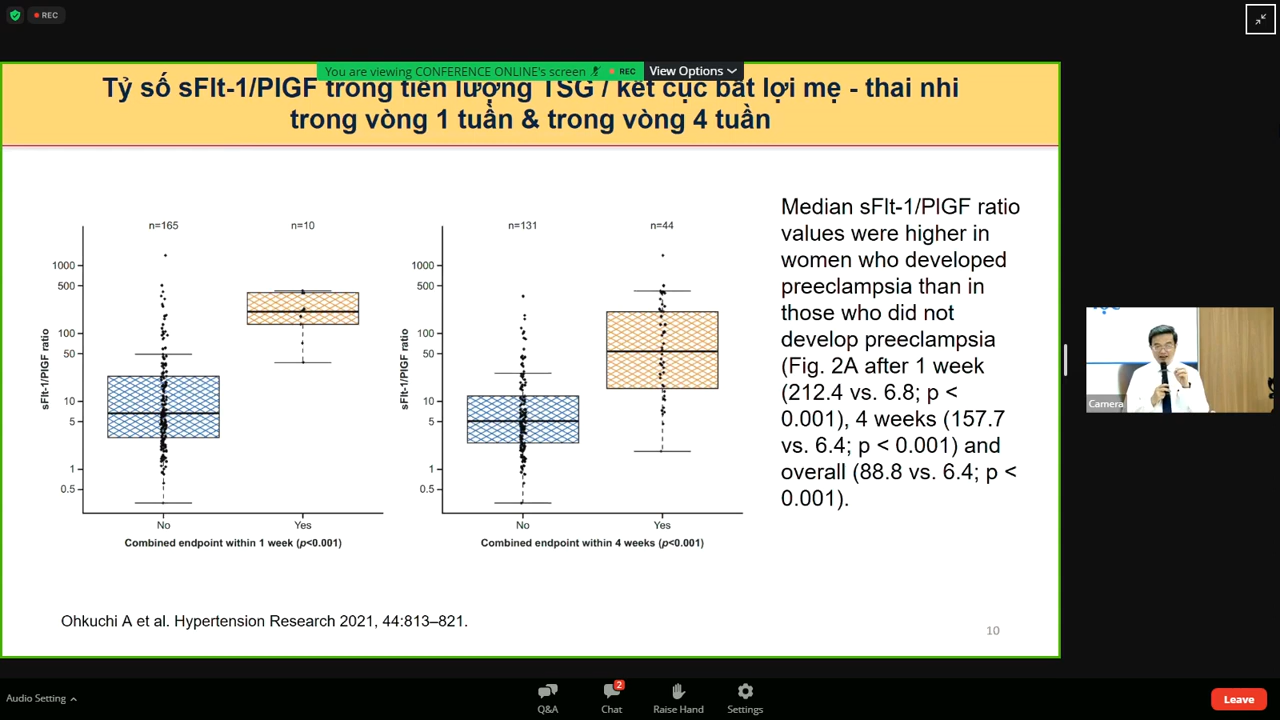 REC
You are viewing CONFERENCE ONLINE's screen
REC
View Options
Tỷ số sFlt-1/PlGF trong tiên lượng TSG / kết cục bất lợi mẹ - thai nhi
trong vòng 1 tuần & trong vòng 4 tuần
n=165
n=10
1000
500
100
50
10
5
1
0.5
sFlt-1/PlGF ratio
No
Yes
Combined endpoint within 1 week (p<0.001)
n=131
n=44
1000
500
100
50
10
5
1
0.5
sFlt-1/PlGF ratio
No
Yes
Combined endpoint within 4 weeks (p<0.001)
Median sFlt-1/PlGF ratio
values were higher in
women who developed
preeclampsia than in
those who did not
develop preeclampsia
(Fig. 2A after 1 week
(212.4 vs. 6.8; p <
0.001), 4 weeks (157.7
vs. 6.4; p < 0.001) and
overall (88.8 vs. 6.4; p <
0.001).
Ohkuchi A et al. Hypertension Research 2021, 44:813–821.
10
Camera
Audio Setting
Q&A
2
Chat
Raise Hand
Settings
Leave